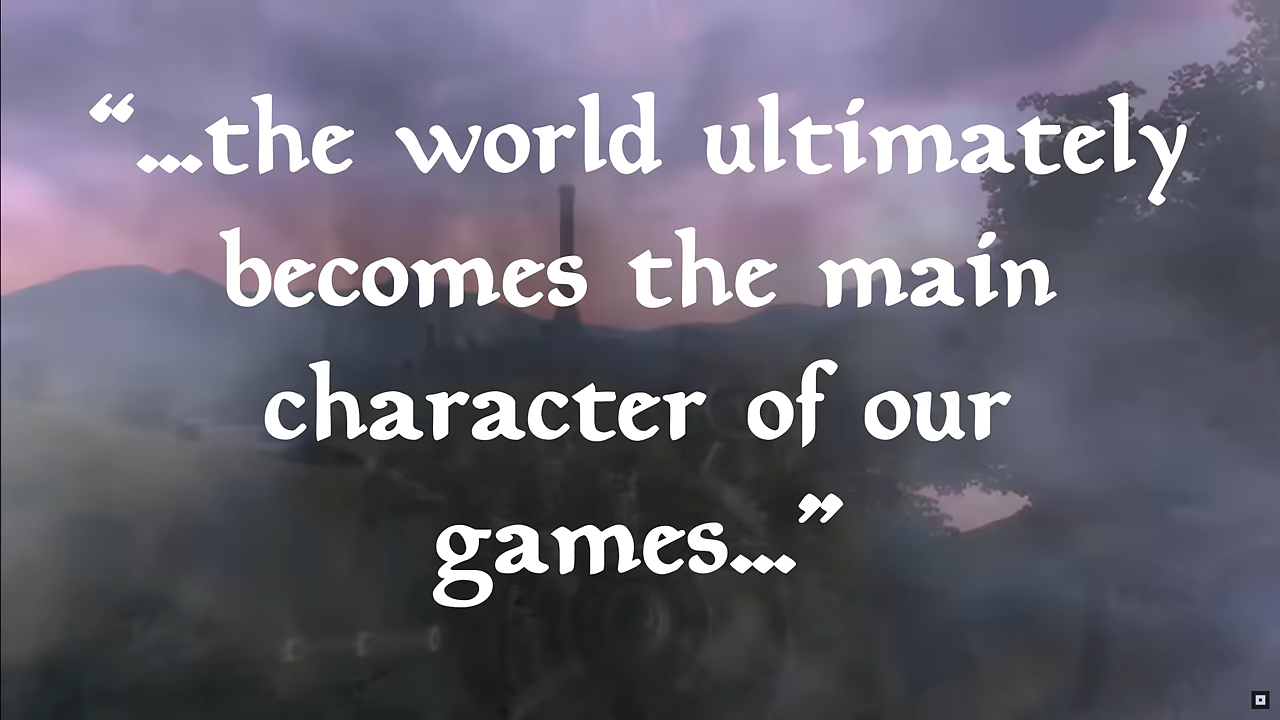 “...the world ultimately
becomes the main
character of our
games...”